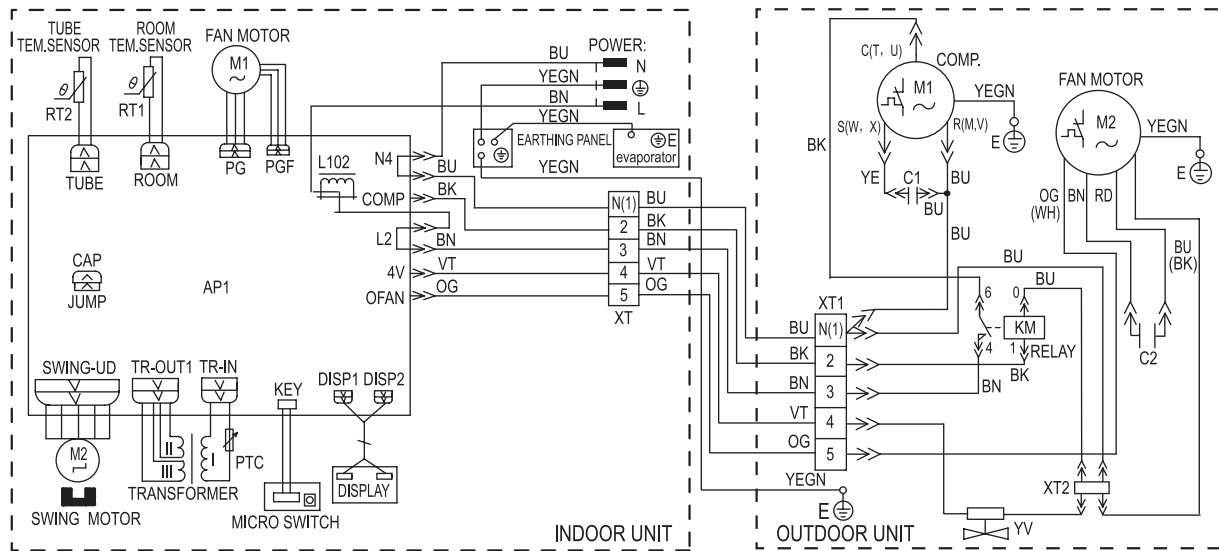 TUBE
TEM.SENSOR
ROOM
TEM.SENSOR
FAN MOTOR
M1
θ
RT2
θ
RT1
TUBE
ROOM
PG
PGF
L102
BU
POWER:
N
YEGN
BN
L
YEGN
EARTHING PANEL
E
evaporator
YEGN
N4
BU
COMP
BK
L2
BN
4V
VT
OFAN
OG
N(1)
2
3
4
5
XT
BU
BK
BN
VT
OG
CAP
JUMP
AP1
SWING-UD
TR-OUT1
TR-IN
KEY
DISP1
DISP2
M2
II
III
I
PTC
TRANSFORMER
DISPLAY
SWING MOTOR
MICRO SWITCH
INDOOR UNIT
C(T, U)
COMP.
M1
YEGN
E
BK
S(W, X)
R(M,V)
YE
C1
BU
BU
BU
FAN MOTOR
M2
YEGN
E
OG
(WH)
BN
RD
BU
(BK)
BU
BU
6
0
KM
4
1
RELAY
BN
BK
C2
XT1
BU
N(1)
BK
2
BN
3
VT
4
OG
5
YEGN
E
XT2
YV
OUTDOOR UNIT